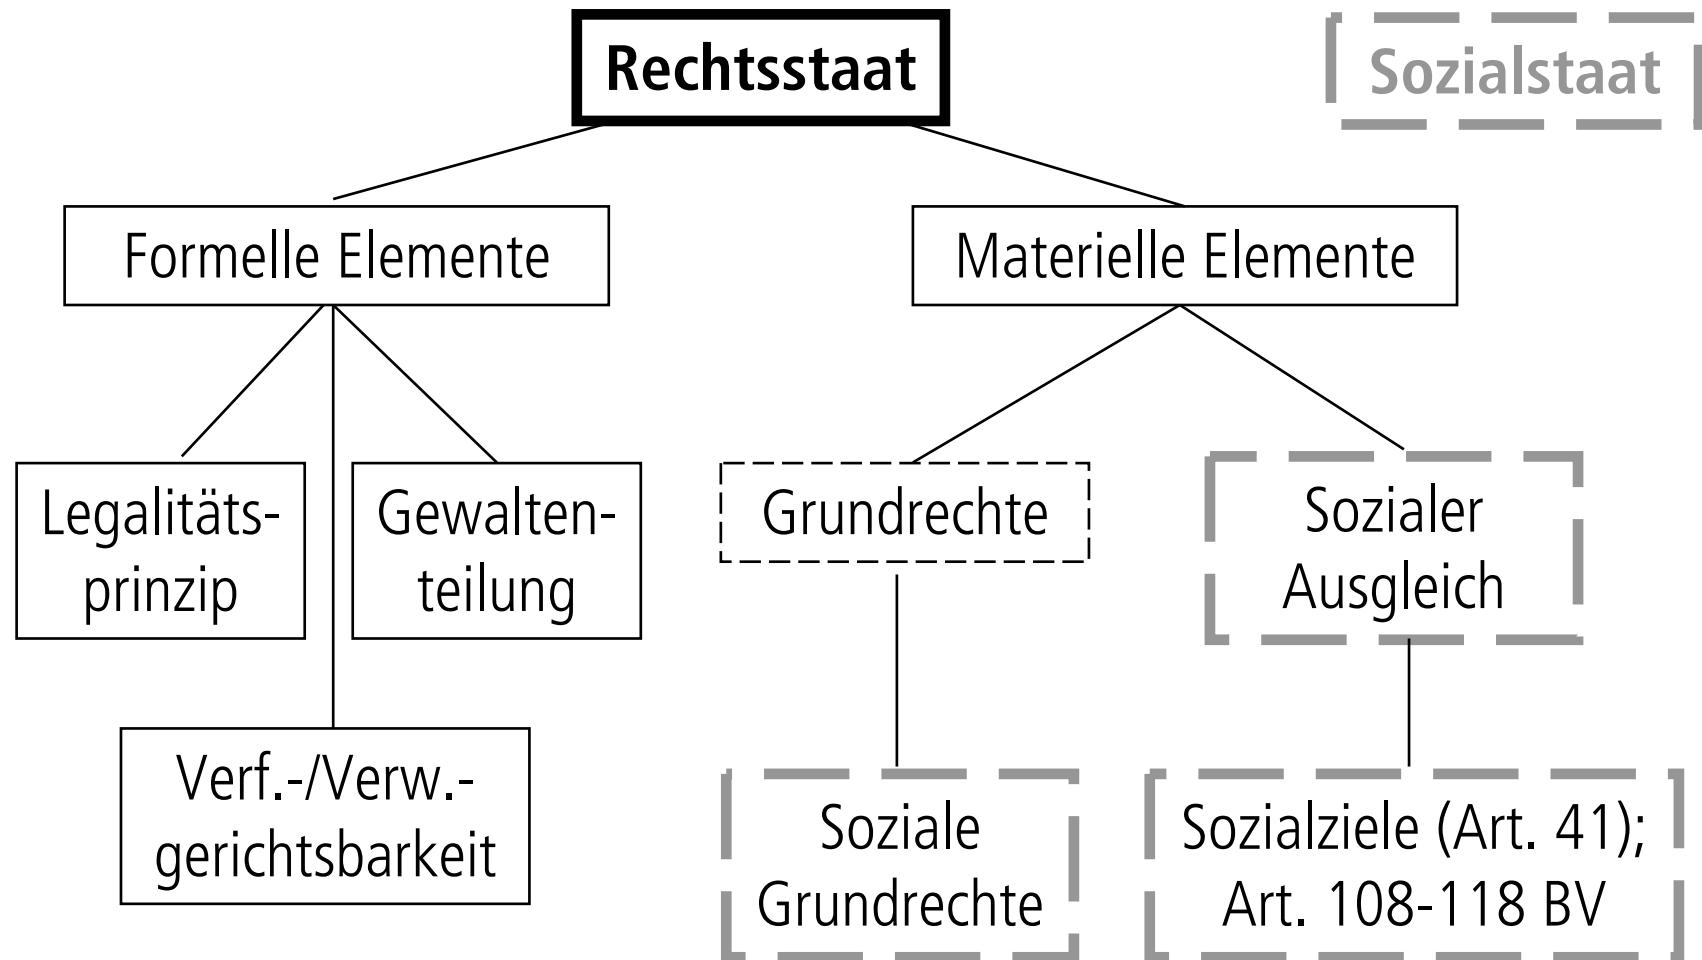 Rechtsstaat
Sozialstaat
Formelle Elemente
Materielle Elemente
Legalitäts-
prinzip
Gewalten-
teilung
Grundrechte
Sozialer
Ausgleich
Verf.-/Verw.-
gerichtsbarkeit
Soziale
Grundrechte
Sozialziele (Art. 41);
Art. 108-118 BV